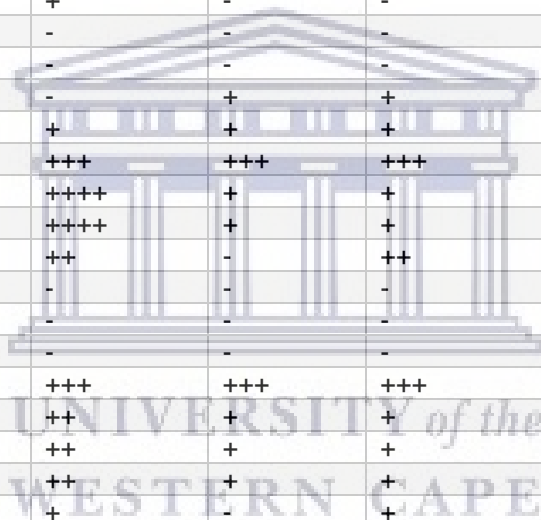 + - -
- - -
- - -
- + +
+ + +
+++ +++ +++
++++ + +
++++ + +
++ - ++
- - -
- - -
- - -
+++ +++ +++
++ + +
UNIVERSITY of the
++ + +
++ + +
WESTERN CAPE
+ - +